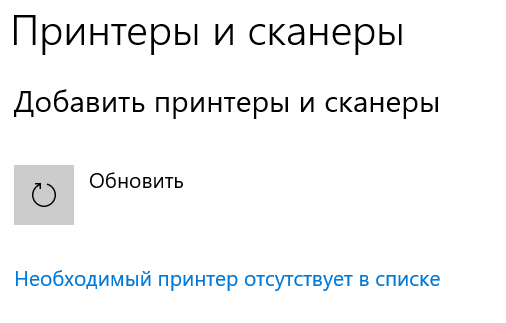 Принтеры и сканеры
Добавить принтеры и сканеры
Обновить
Необходимый принтер отсутствует в списке